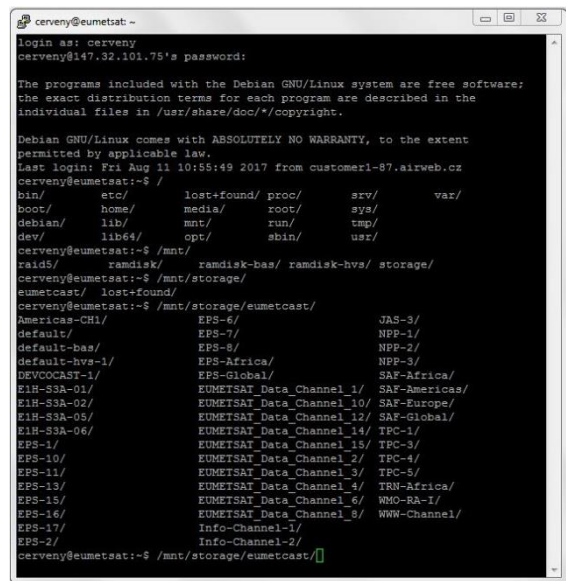 cerveny@eumetsat: ~
login as: cerveny
cerveny@147.32.101.75's password:
The programs included with the Debian GNU/Linux system are free software;
the exact distribution terms for each program are described in the
individual files in /usr/share/doc/*/copyright.
Debian GNU/Linux comes with ABSOLUTELY NO WARRANTY, to the extent
permitted by applicable law.
Last login: Fri Aug 11 10:55:49 2017 from customer1-87.airweb.cz
cerveny@eumetsat:~$ /
bin/ etc/ lost+found/ proc/ srv/ var/
boot/ home/ media/ root/ sys/
debian/ lib/ mnt/ run/ tmp/
dev/ lib64/ opt/ sbin/ usr/
cerveny@eumetsat:~$ /mnt/
raid5/ ramdisk/ ramdisk-bas/ ramdisk-hvs/ storage/
cerveny@eumetsat:~$ /mnt/storage/
eumetcast/ lost+found/
cerveny@eumetsat:~$ /mnt/storage/eumetcast/
Americas-CH1/ EPS-6/ JAS-3/
default/ EPS-7/ NPP-1/
default-bas/ EPS-8/ NPP-2/
default-hvs-1/ EPS-Africa/ NPP-3/
DEVCOCAST-1/ EPS-Global/ SAF-Africa/
E1H-S3A-01/ EUMETSAT_Data_Channel_1/ SAF-Americas/
E1H-S3A-02/ EUMETSAT_Data_Channel_10/ SAF-Europe/
E1H-S3A-05/ EUMETSAT_Data_Channel_12/ SAF-Global/
E1H-S3A-06/ EUMETSAT_Data_Channel_14/ TPC-1/
EPS-1/ EUMETSAT_Data_Channel_15/ TPC-3/
EPS-10/ EUMETSAT_Data_Channel_2/ TPC-4/
EPS-11/ EUMETSAT_Data_Channel_3/ TPC-5/
EPS-13/ EUMETSAT_Data_Channel_4/ TRN-Africa/
EPS-15/ EUMETSAT_Data_Channel_6/ WMO-RA-I/
EPS-16/ EUMETSAT_Data_Channel_8/ WWW-Channel/
EPS-17/ Info-Channel-1/
EPS-2/ Info-Channel-2/
cerveny@eumetsat:~$ /mnt/storage/eumetcast/